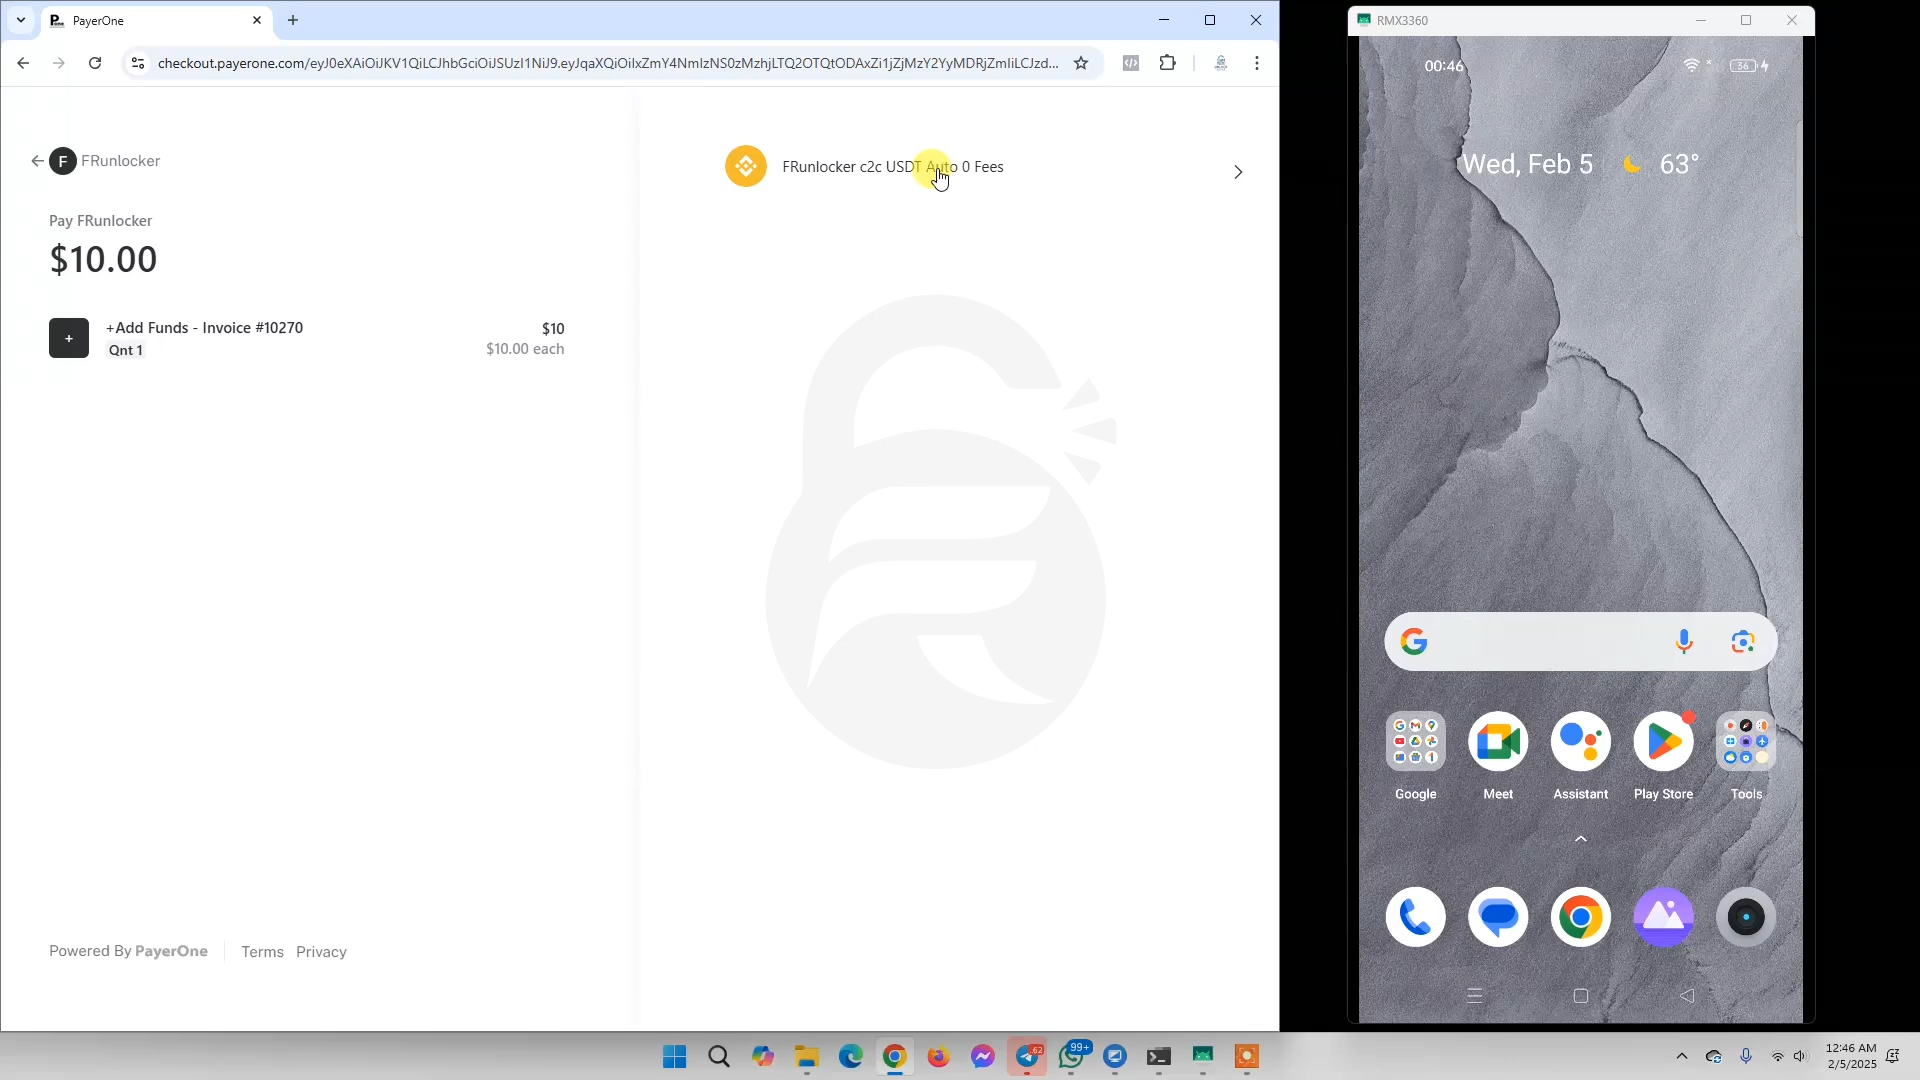 PayerOne
checkout.payerone.com/eyJ0eXAiOiJKV1QiLCJhbGciOiJSUzI1NiJ9.eyJqaXQiOiIxZmY4NmIzNS0zMzhjLTQ2OTQtODAxZi1jZjMzY2YyMDRjZmIiLCJzd...
F FRunlocker
Pay FRunlocker
$10.00
+Add Funds - Invoice #10270
$10
Qnt 1
$10.00 each
Powered By PayerOne
Terms
Privacy
FRunlocker c2c USDT Auto 0 Fees
RMX3360
00:46
36
Wed, Feb 5
63°
Google
Meet
Assistant
Play Store
Tools
62
99+
12:46 AM
2/5/2025